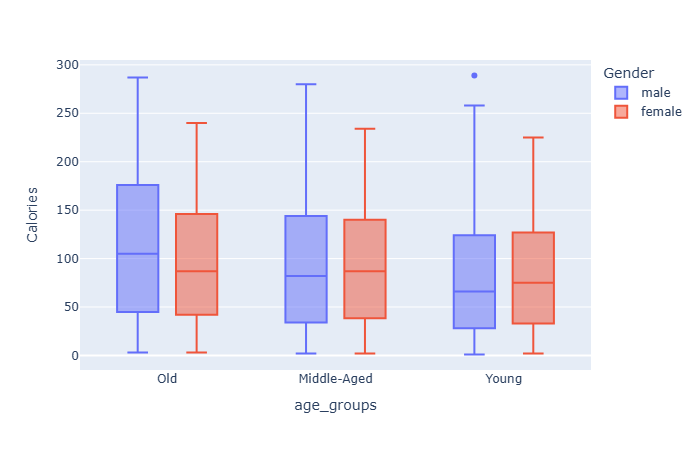 Gender
male
female
Calories
300
250
200
150
100
50
0
Old
Middle-Aged
Young
age_groups